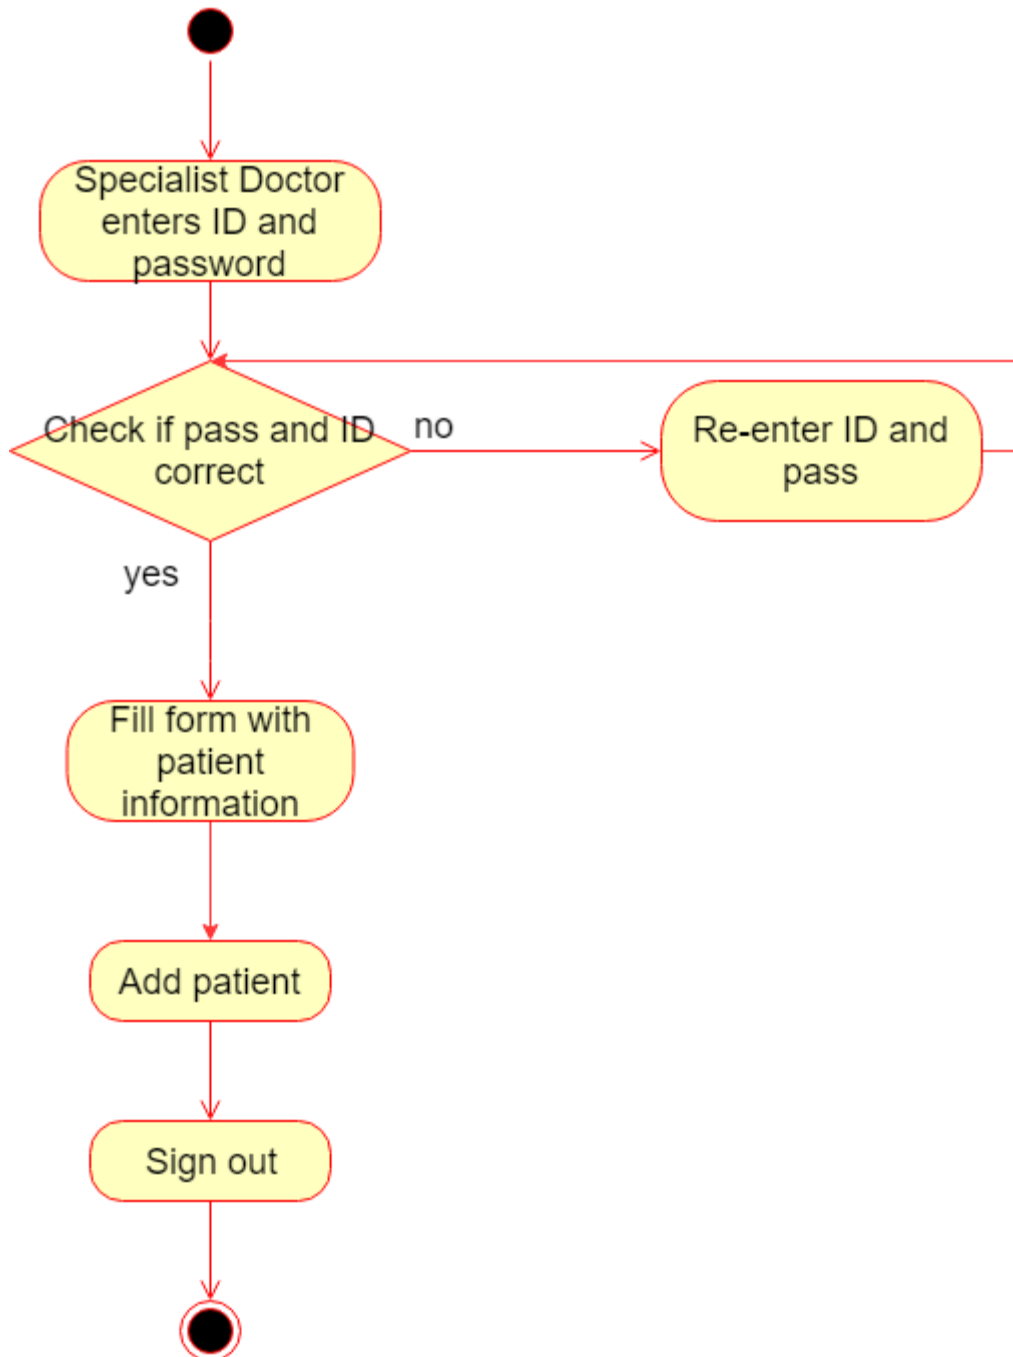 Specialist Doctor
enters ID and
password
Check if pass and ID
correct
no
Re-enter ID and
pass
yes
Fill form with
patient
information
Add patient
Sign out